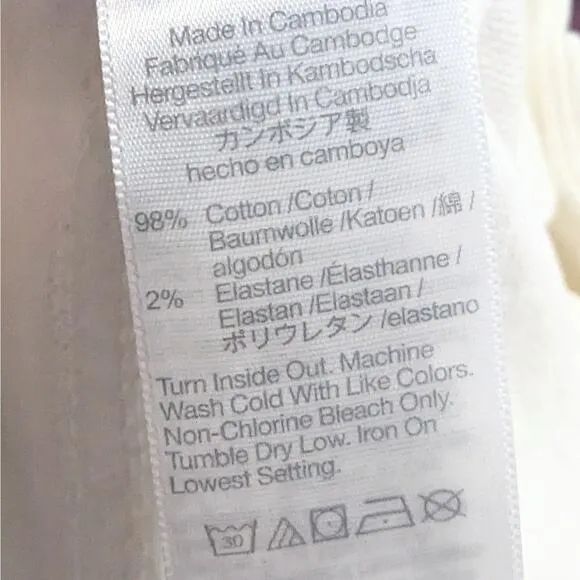 Made In Cambodia
Fabriqué Au Cambodge
Hergestellt In Kambodscha
Vervaardigd In Cambodja
カンボジア製
hecho en camboya
98% Cotton /Coton /
Baumwolle /Katoen /綿 /
algodón
2% Elastane /Élasthanne /
Elastan /Elastaan /
ポリウレタン /elastano
Turn Inside Out. Machine
Wash Cold With Like Colors.
Non-Chlorine Bleach Only.
Tumble Dry Low. Iron On
Lowest Setting.
30